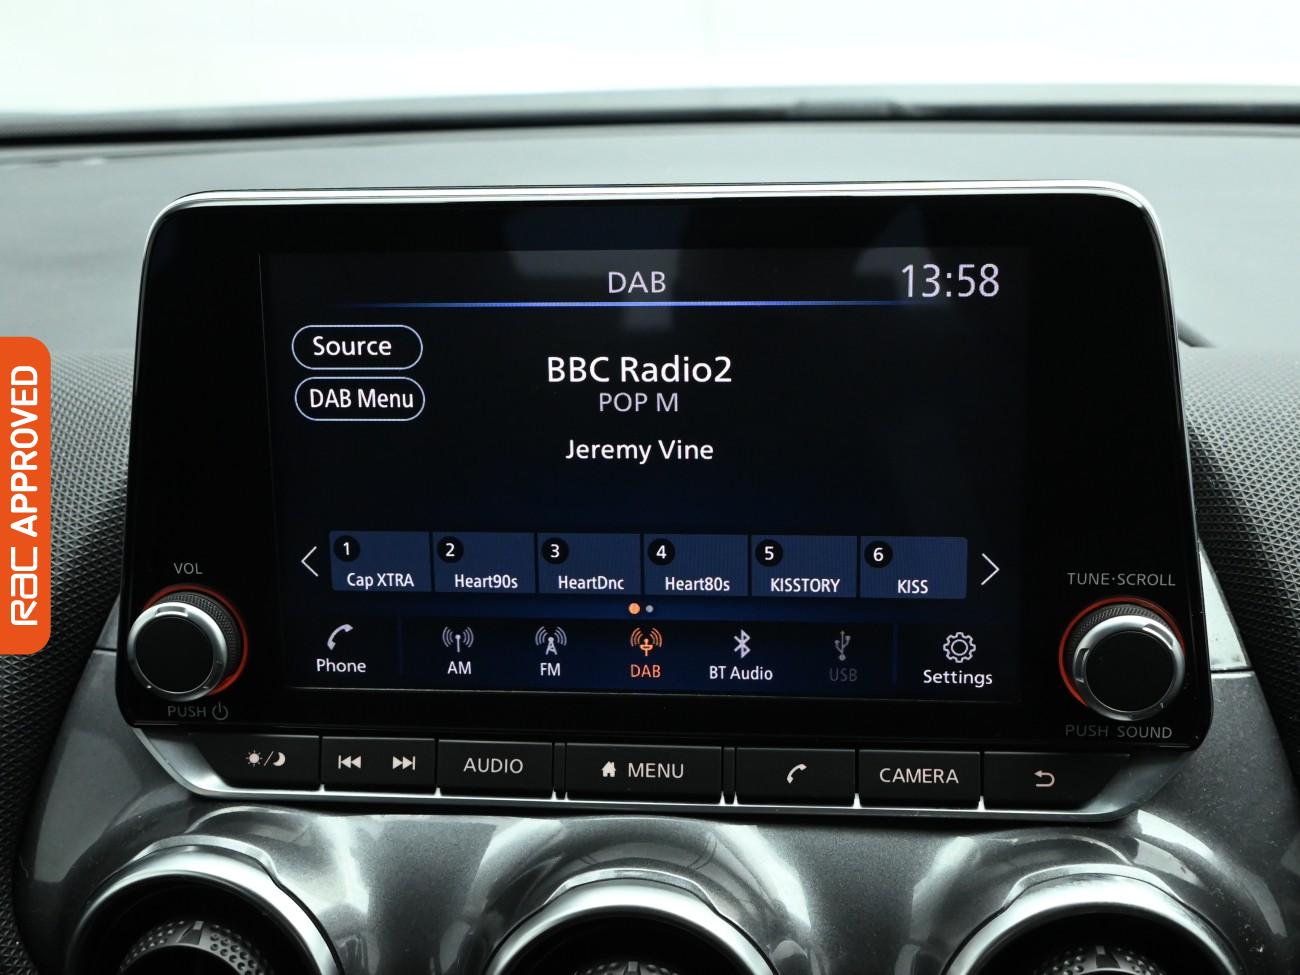 DAB
13:58
Source
BBC Radio2
DAB Menu
POP M
Jeremy Vine
1
2
3
4
5
6
Cap XTRA
Heart90s
HeartDnc
Heart80s
KISSTORY
KISS
VOL
TUNE·SCROLL
Phone
AM
FM
DAB
BT Audio
USB
Settings
PUSH
PUSH SOUND
AUDIO
MENU
CAMERA
RAC APPROVED